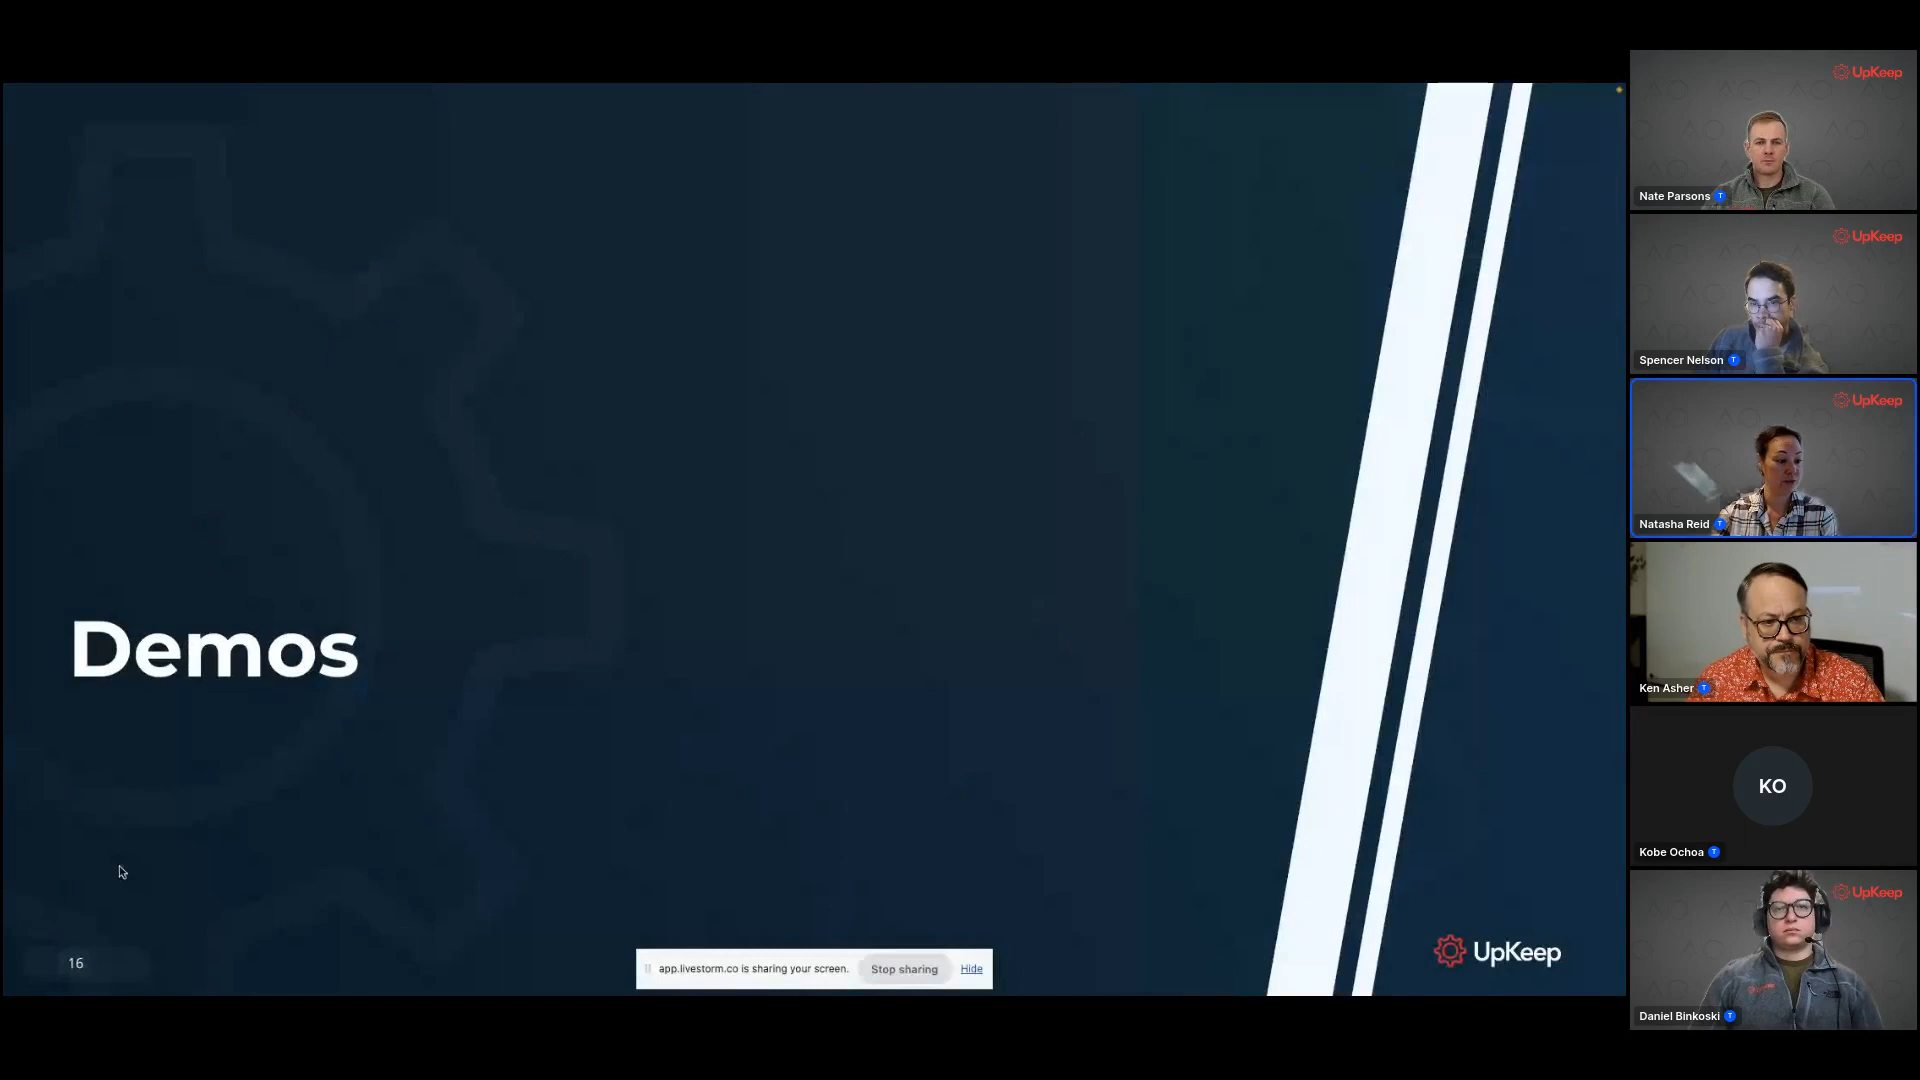 Demos
16
app.livestorm.co is sharing your screen. Stop sharing Hide
UpKeep
UpKeep
Nate Parsons T
UpKeep
Spencer Nelson T
UpKeep
Natasha Reid T
Ken Asher T
KO
Kobe Ochoa T
UpKeep
Daniel Binkoski T